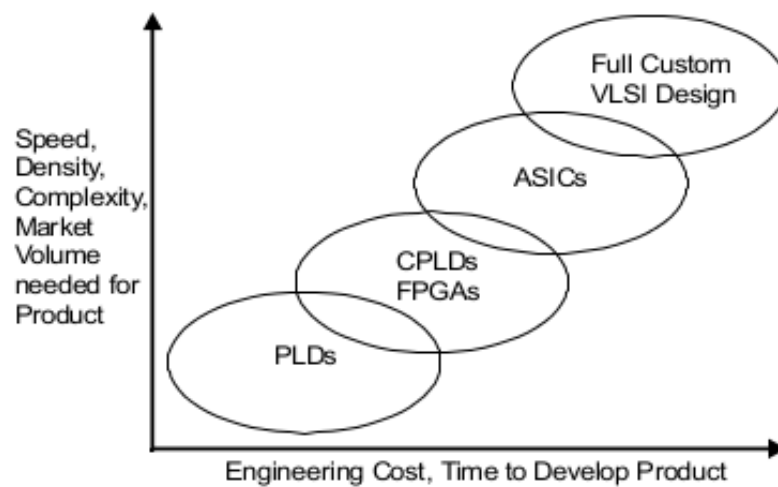 Full Custom
VLSI Design
Speed,
Density,
Complexity,
Market
Volume
needed for
Product
ASICs
CPLDs
FPGAs
PLDs
Engineering Cost, Time to Develop Product